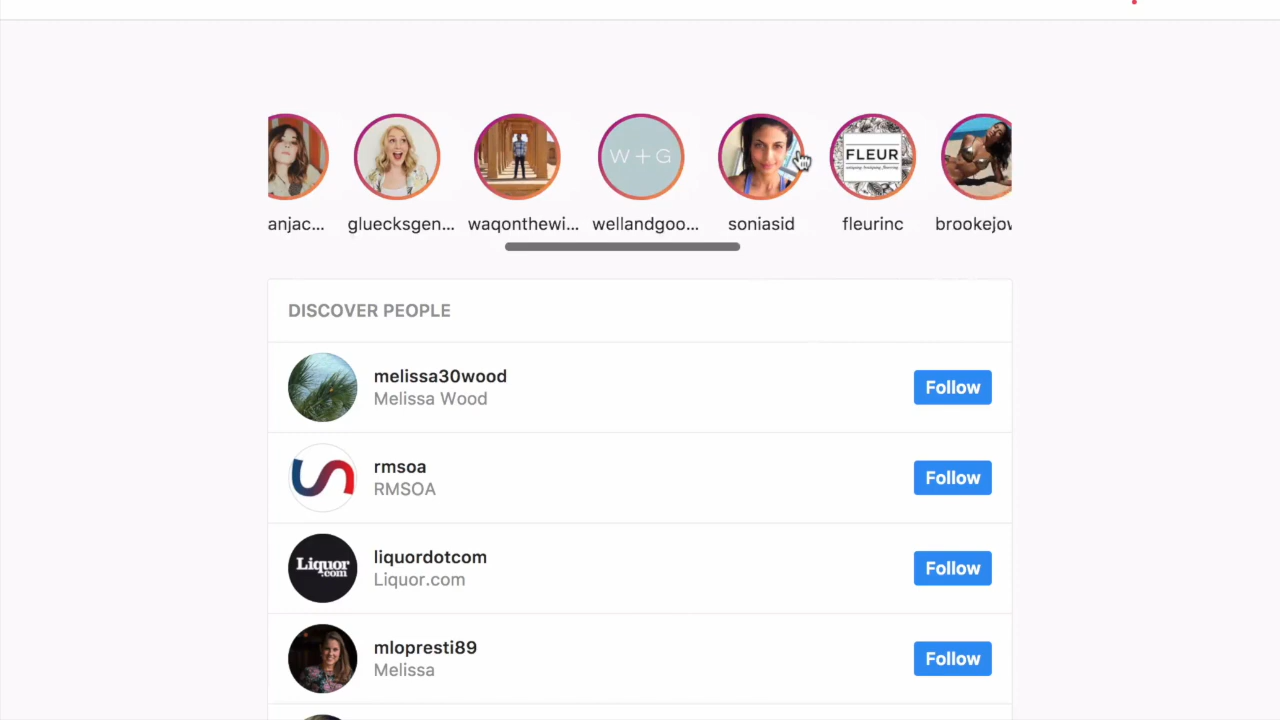 W+G
FLEUR
anjac...
gluecksgen...
waqonthewi...
wellandgoo...
soniasid
fleurinc
brookejov
DISCOVER PEOPLE
melissa30wood
Melissa Wood
Follow
rmsoa
RMSOA
Follow
Liquor
.com
liquordotcom
Liquor.com
Follow
mlopresti89
Melissa
Follow